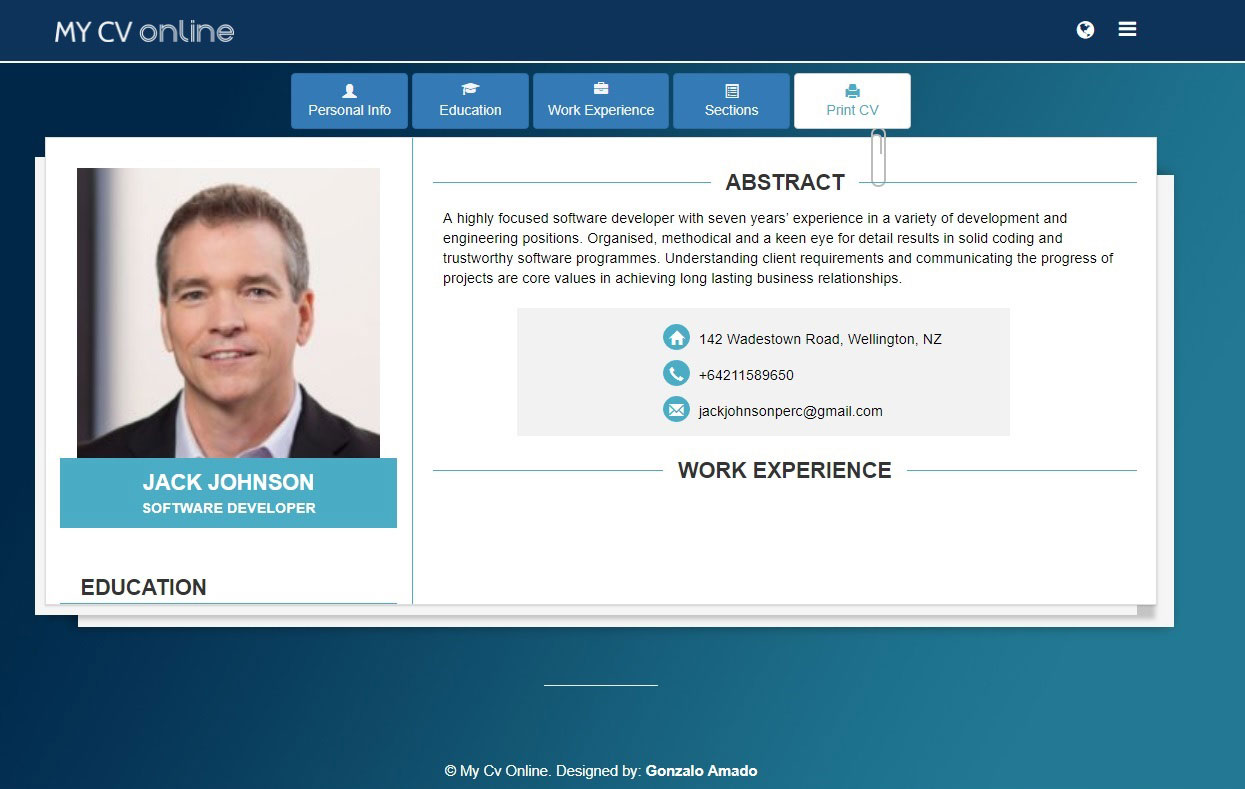 MY CV online
Personal Info
Education
Work Experience
Sections
Print CV
JACK JOHNSON
SOFTWARE DEVELOPER
EDUCATION
ABSTRACT
A highly focused software developer with seven years’ experience in a variety of development and
engineering positions. Organised, methodical and a keen eye for detail results in solid coding and
trustworthy software programmes. Understanding client requirements and communicating the progress of
projects are core values in achieving long lasting business relationships.
142 Wadestown Road, Wellington, NZ
+64211589650
jackjohnsonperc@gmail.com
WORK EXPERIENCE
© My Cv Online. Designed by: Gonzalo Amado